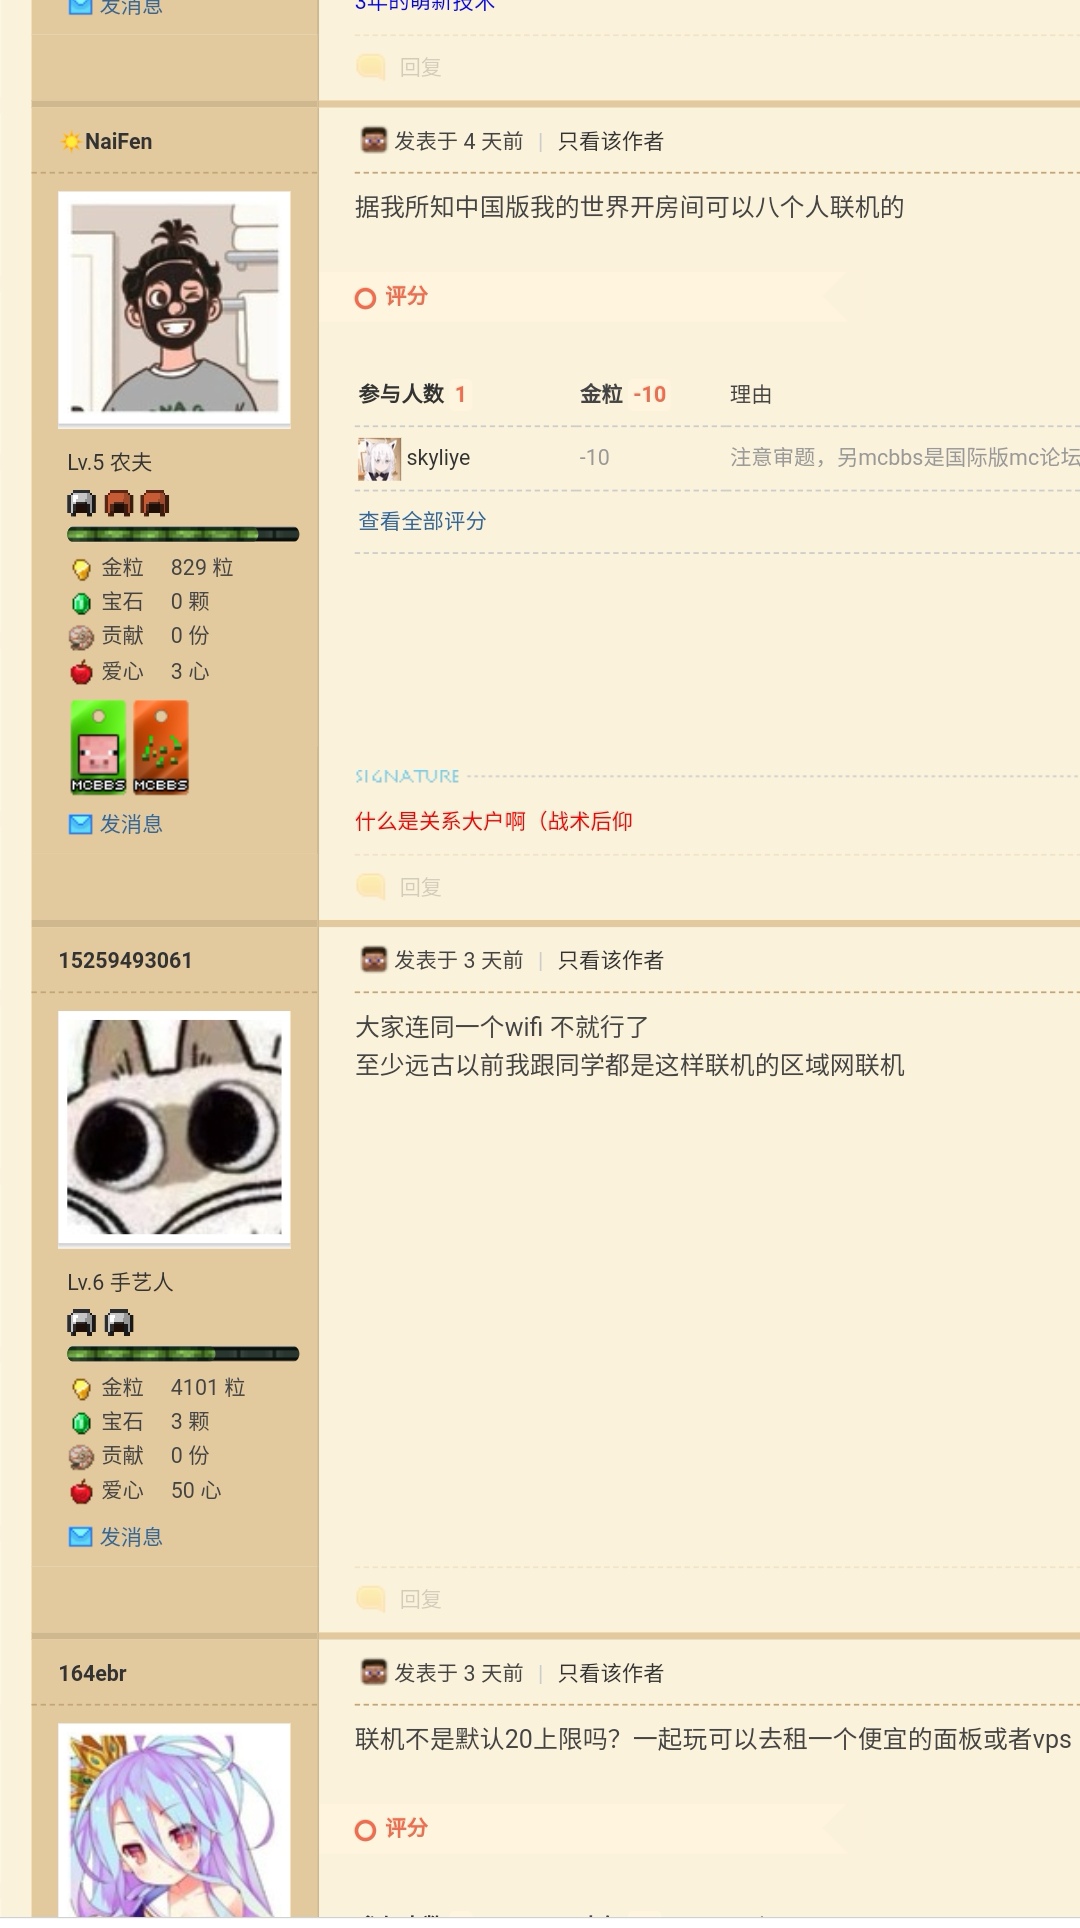 发消息
3年的萌新技术
回复
NaiFen
发表于 4 天前 | 只看该作者
据我所知中国版我的世界开房间可以八个人联机的
评分
参与人数 1 金粒 -10 理由
skyliye -10 注意审题，另mcbbs是国际版mc论坛
查看全部评分
Lv.5 农夫
金粒 829 粒
宝石 0 颗
贡献 0 份
爱心 3 心
MCBBS MCBBS
发消息
SIGNATURE
什么是关系大户啊（战术后仰
回复
15259493061
发表于 3 天前 | 只看该作者
大家连同一个wifi 不就行了
至少远古以前我跟同学都是这样联机的区域网联机
Lv.6 手艺人
金粒 4101 粒
宝石 3 颗
贡献 0 份
爱心 50 心
发消息
回复
164ebr
发表于 3 天前 | 只看该作者
联机不是默认20上限吗？一起玩可以去租一个便宜的面板或者vps
评分